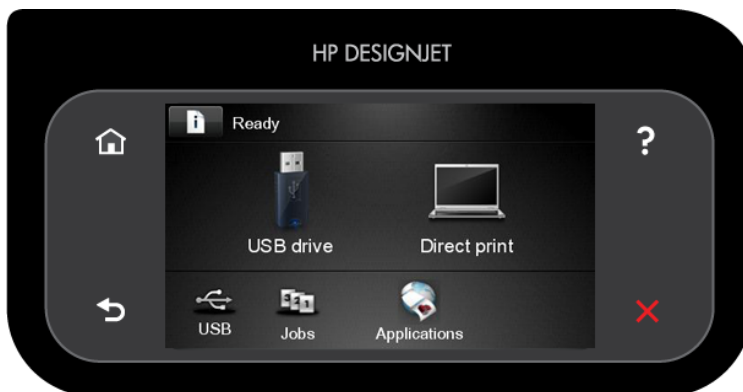 HP DESIGNJET
i Ready
USB drive Direct print
USB Jobs Applications